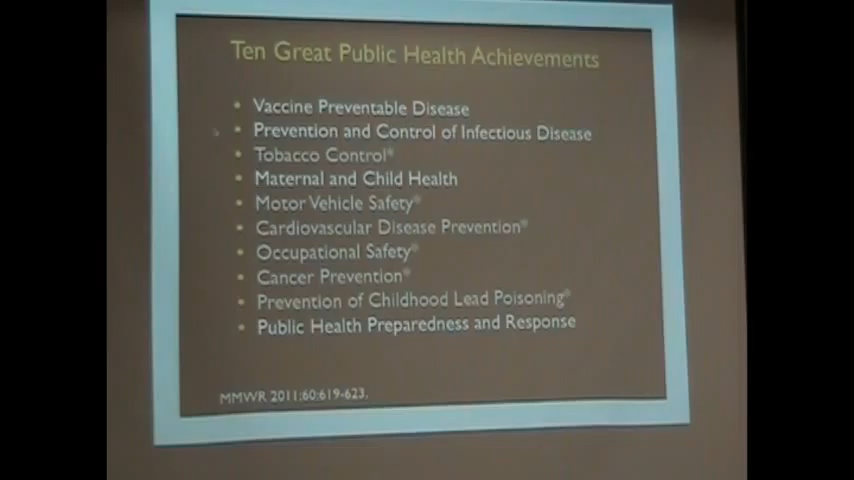 Ten Great Public Health Achievements
• Vaccine Preventable Disease
• Prevention and Control of Infectious Disease
• Tobacco Control*
• Maternal and Child Health
• Motor Vehicle Safety*
• Cardiovascular Disease Prevention*
• Occupational Safety*
• Cancer Prevention*
• Prevention of Childhood Lead Poisoning*
• Public Health Preparedness and Response
MMWR 2011;60:619-623.